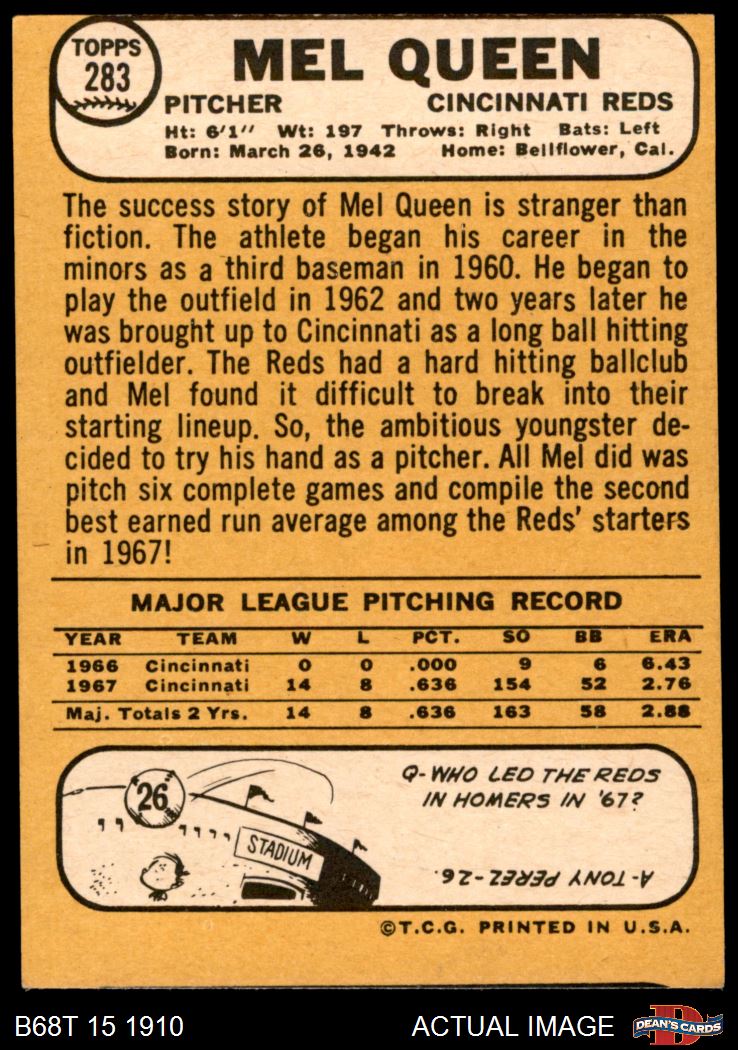 TOPPS
283
MEL QUEEN
PITCHER CINCINNATI REDS
Ht: 6'1" Wt: 197 Throws: Right Bats: Left
Born: March 26, 1942 Home: Bellflower, Cal.
The success story of Mel Queen is stranger than
fiction. The athlete began his career in the
minors as a third baseman in 1960. He began to
play the outfield in 1962 and two years later he
was brought up to Cincinnati as a long ball hitting
outfielder. The Reds had a hard hitting ballclub
and Mel found it difficult to break into their
starting lineup. So, the ambitious youngster de-
cided to try his hand as a pitcher. All Mel did was
pitch six complete games and compile the second
best earned run average among the Reds' starters
in 1967!
MAJOR LEAGUE PITCHING RECORD
YEAR TEAM W L PCT. SO BB ERA
1966 Cincinnati 0 0 .000 9 6 6.43
1967 Cincinnati 14 8 .636 154 52 2.76
Maj. Totals 2 Yrs. 14 8 .636 163 58 2.88
26
STADIUM
Q-WHO LED THE REDS
IN HOMERS IN '67?
A-TONY PEREZ-26.
©T.C.G. PRINTED IN U.S.A.
B68T 15 1910 ACTUAL IMAGE
DEAN'S CARDS